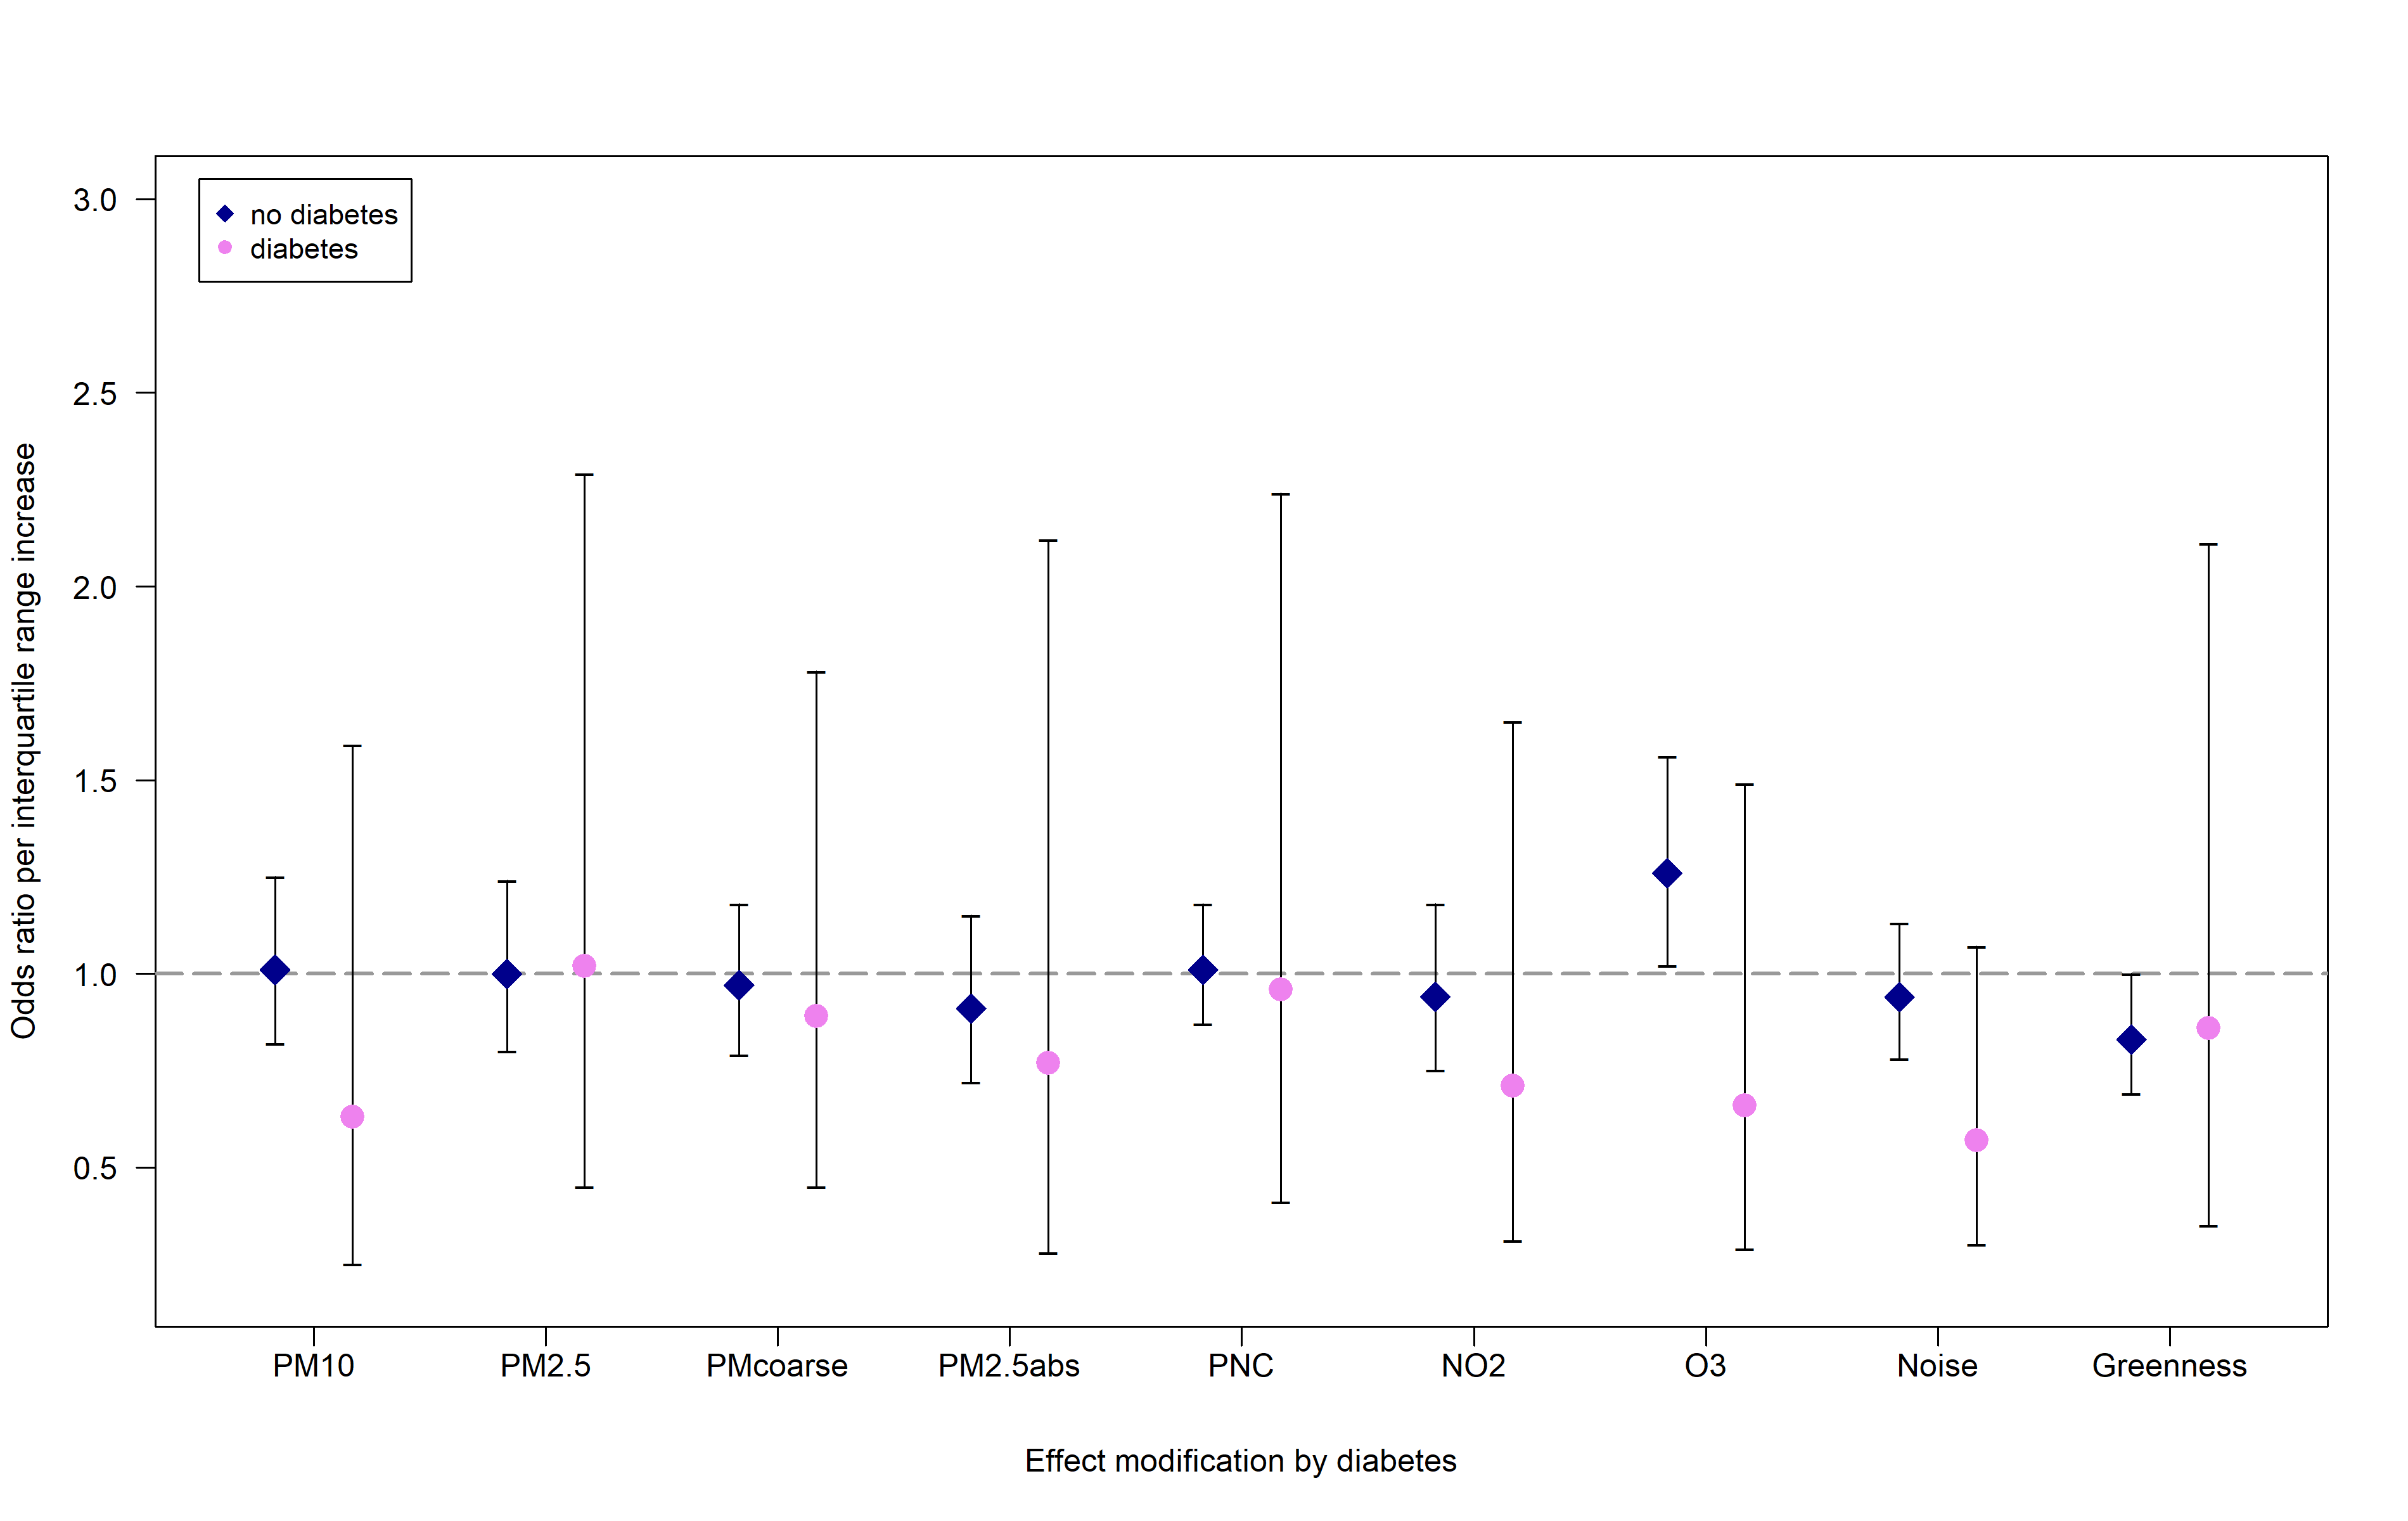 no diabetes
diabetes
3.0
2.5
2.0
1.5
1.0
0.5
Odds ratio per interquartile range increase
PM10 PM2.5 PMcoarse PM2.5abs PNC NO2 O3 Noise Greenness
Effect modification by diabetes